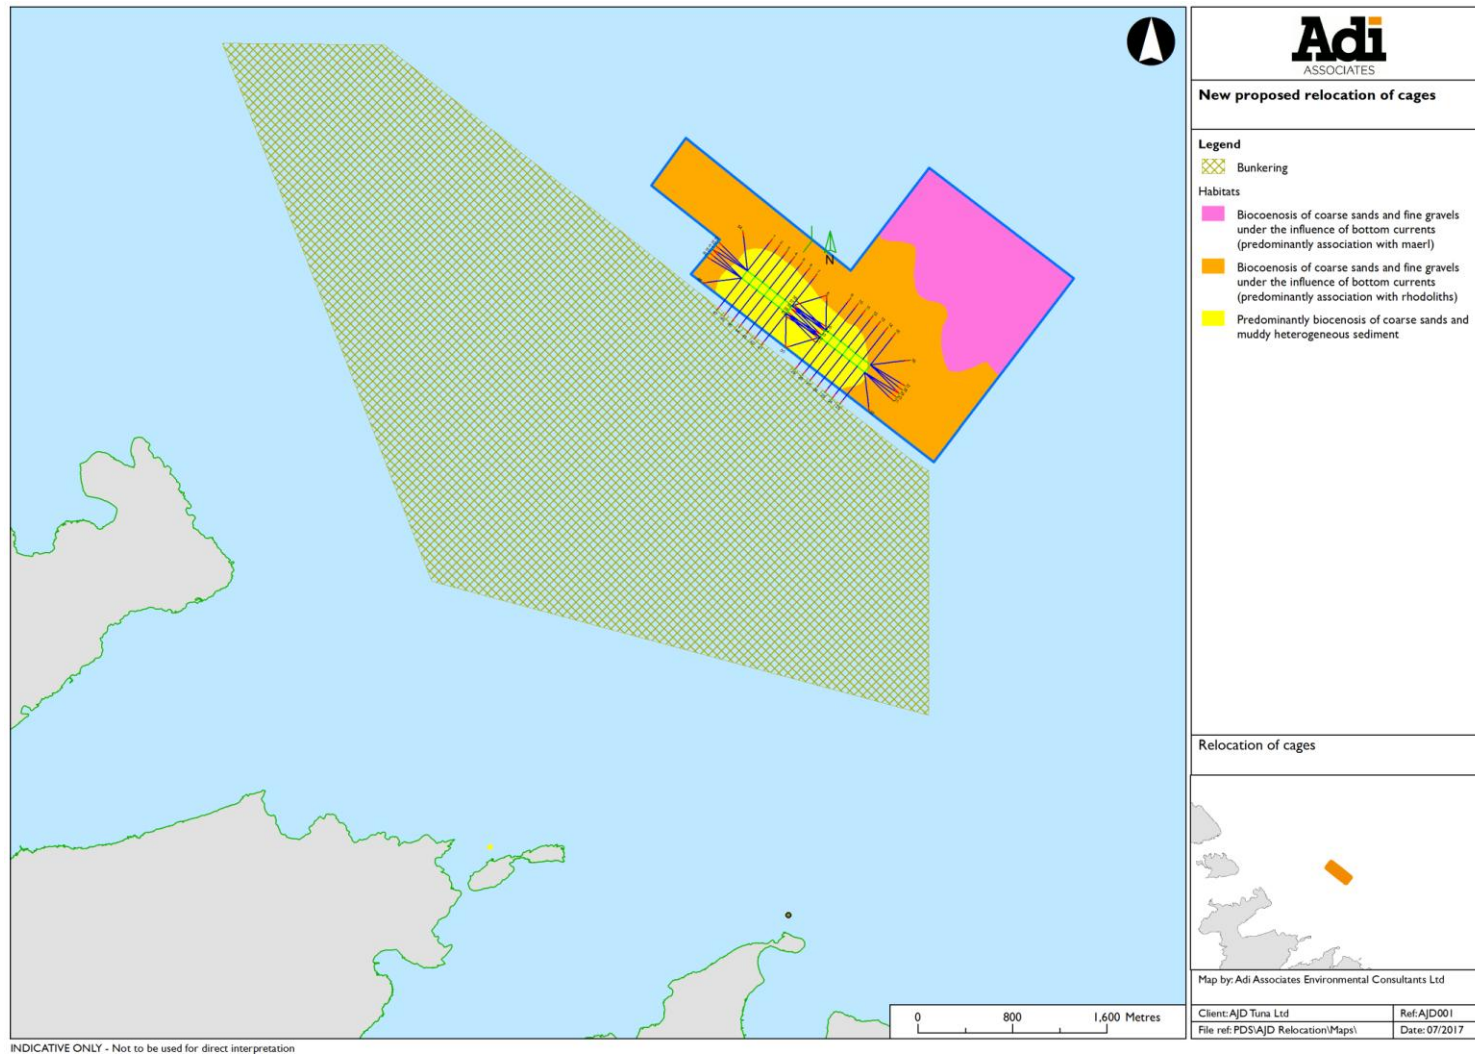 Adi
ASSOCIATES
New proposed relocation of cages
Legend
Bunkering
Habitats
Biocoenosis of coarse sands and fine gravels
under the influence of bottom currents
(predominantly association with maerl)
Biocoenosis of coarse sands and fine gravels
under the influence of bottom currents
(predominantly association with rhodoliths)
Predominantly biocenosis of coarse sands and
muddy heterogeneous sediment
N
Relocation of cages
Map by: Adi Associates Environmental Consultants Ltd
Client: AJD Tuna Ltd
Ref: AJD001
File ref: PDS\AJD Relocation\Maps\
Date: 07/2017
0 800 1,600 Metres
INDICATIVE ONLY - Not to be used for direct interpretation